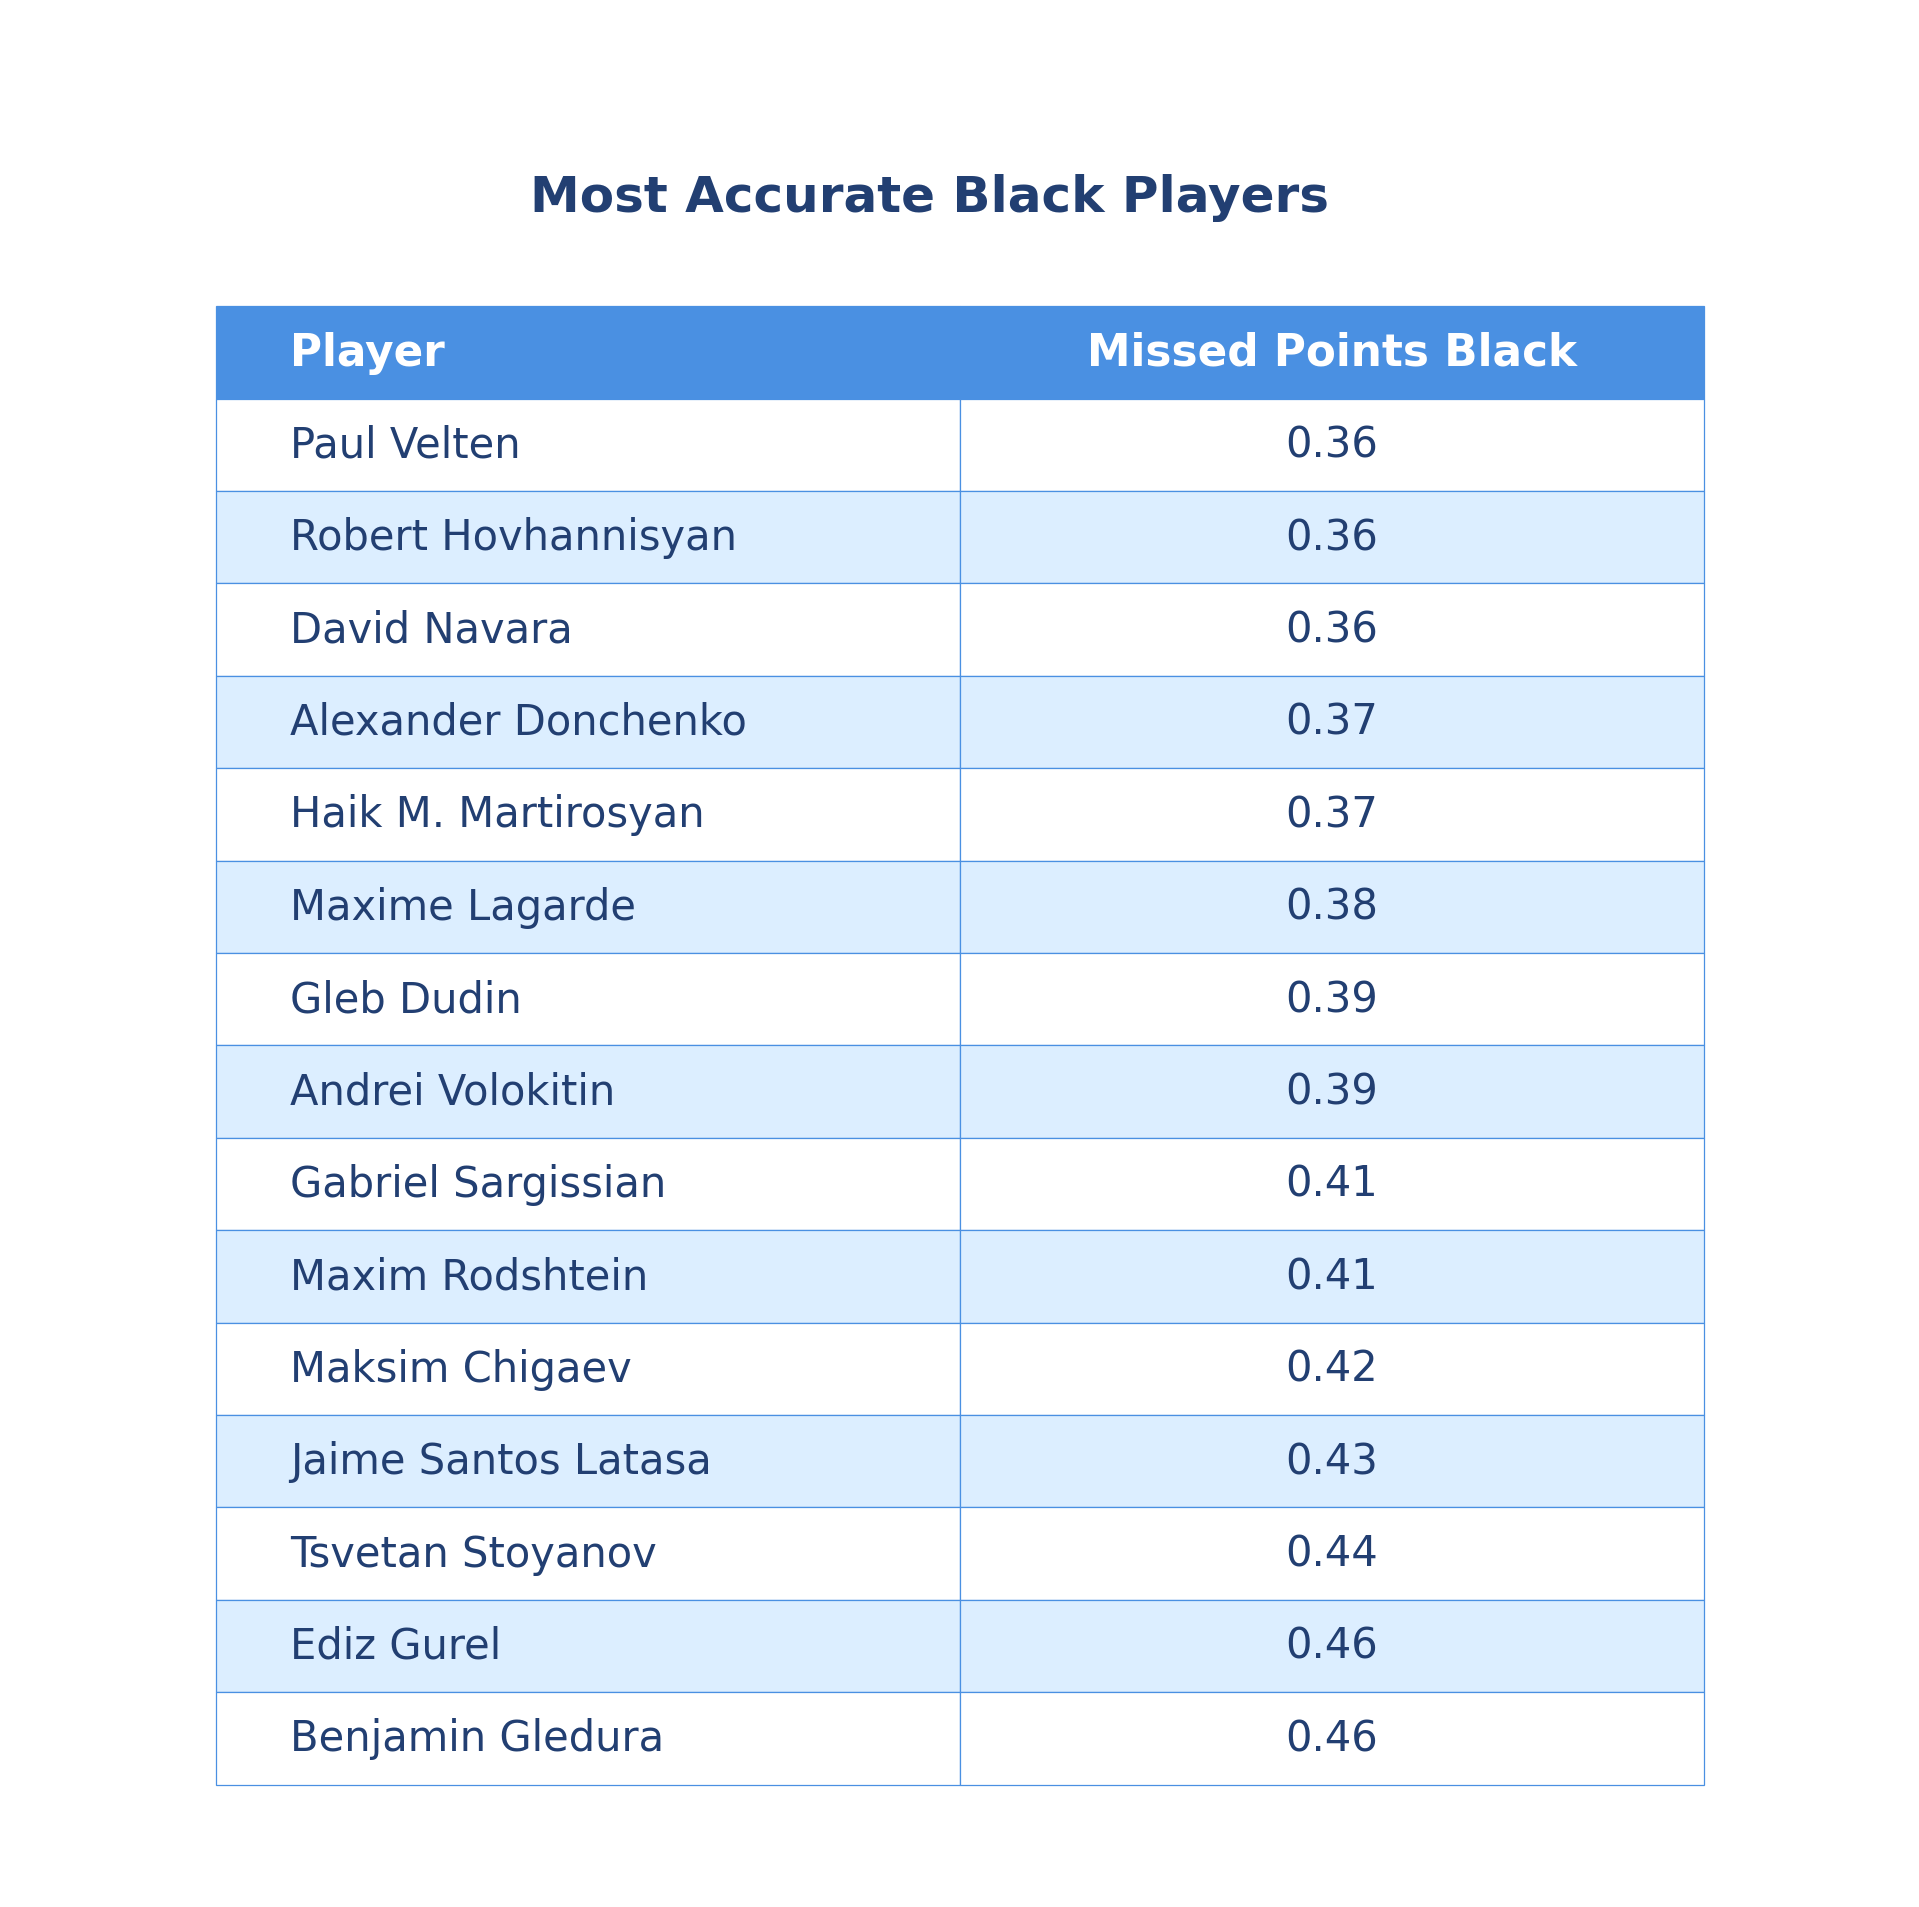 Most Accurate Black Players
Player Missed Points Black
Paul Velten 0.36
Robert Hovhannisyan 0.36
David Navara 0.36
Alexander Donchenko 0.37
Haik M. Martirosyan 0.37
Maxime Lagarde 0.38
Gleb Dudin 0.39
Andrei Volokitin 0.39
Gabriel Sargissian 0.41
Maxim Rodshtein 0.41
Maksim Chigaev 0.42
Jaime Santos Latasa 0.43
Tsvetan Stoyanov 0.44
Ediz Gurel 0.46
Benjamin Gledura 0.46